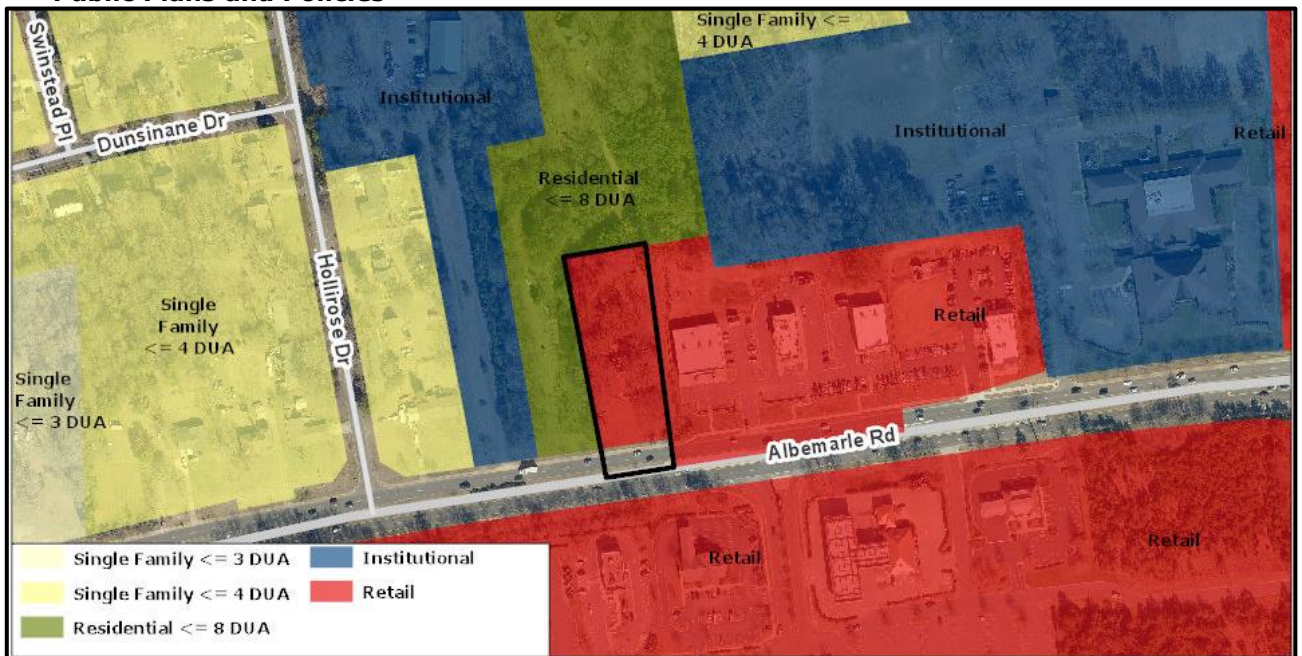 Public Plans and Policies
Single Family <=
4 DUA
Swinstead Pl
Dunsinane Dr
Institutional
Institutional
Retail
Residential
<= 8 DUA
Hollirose Dr
Single
Family
<= 4 DUA
Retail
Single
Family
<= 3 DUA
Albemarle Rd
Retail
Retail
Single Family <= 3 DUA
Institutional
Single Family <= 4 DUA
Retail
Residential <= 8 DUA